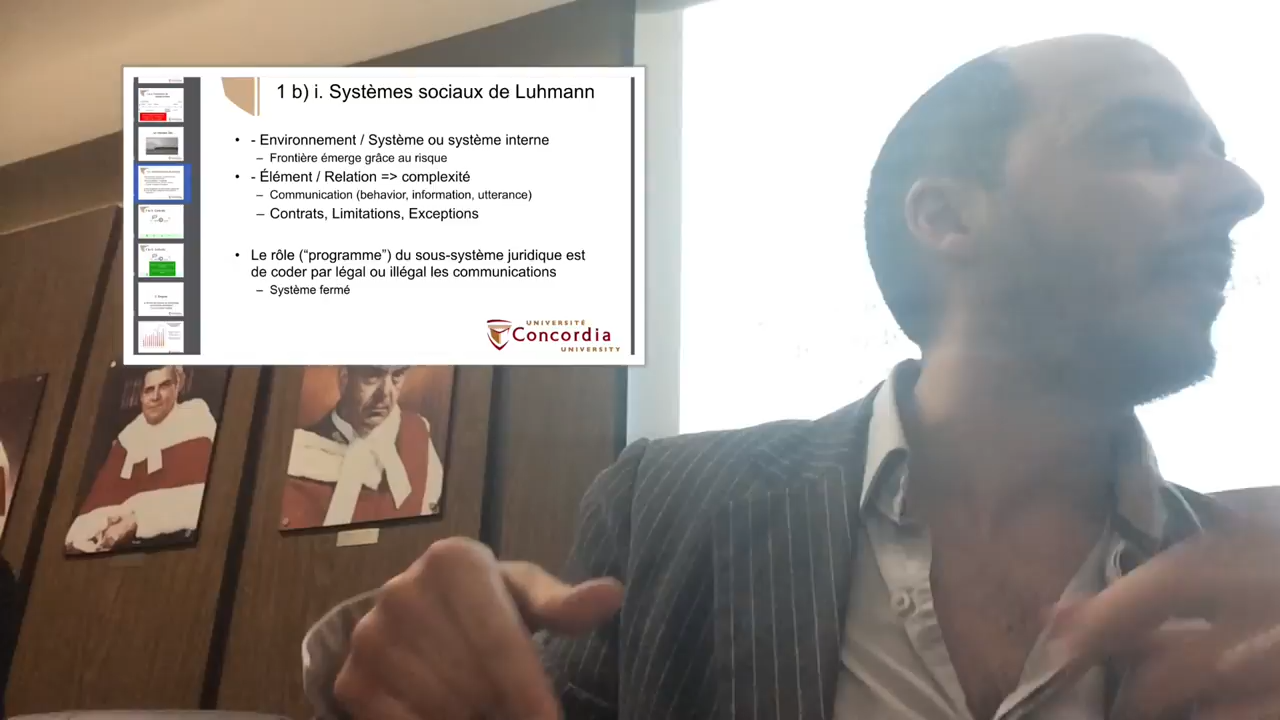 1 b) i. Systèmes sociaux de Luhmann
• - Environnement / Système ou système interne
– Frontière émerge grâce au risque
• - Élément / Relation => complexité
– Communication (behavior, information, utterance)
– Contrats, Limitations, Exceptions
• Le rôle (“programme”) du sous-système juridique est
de coder par légal ou illégal les communications
– Système fermé
UNIVERSITÉ
Concordia
UNIVERSITY